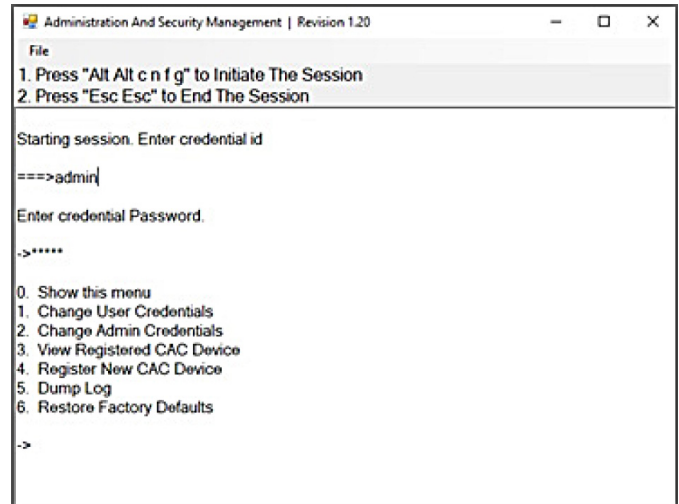 Administration And Security Management | Revision 1.20
File
1. Press "Alt Alt c n f g" to Initiate The Session
2. Press "Esc Esc" to End The Session
Starting session. Enter credential id
===>admin
Enter credential Password.
->*****
0. Show this menu
1. Change User Credentials
2. Change Admin Credentials
3. View Registered CAC Device
4. Register New CAC Device
5. Dump Log
6. Restore Factory Defaults
->